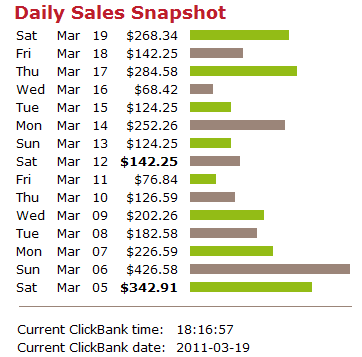 Daily Sales Snapshot
Sat Mar 19 $268.34
Fri Mar 18 $142.25
Thu Mar 17 $284.58
Wed Mar 16 $68.42
Tue Mar 15 $124.25
Mon Mar 14 $252.26
Sun Mar 13 $124.25
Sat Mar 12 $142.25
Fri Mar 11 $76.84
Thu Mar 10 $126.59
Wed Mar 09 $202.26
Tue Mar 08 $182.58
Mon Mar 07 $226.59
Sun Mar 06 $426.58
Sat Mar 05 $342.91
Current ClickBank time: 18:16:57
Current ClickBank date: 2011-03-19